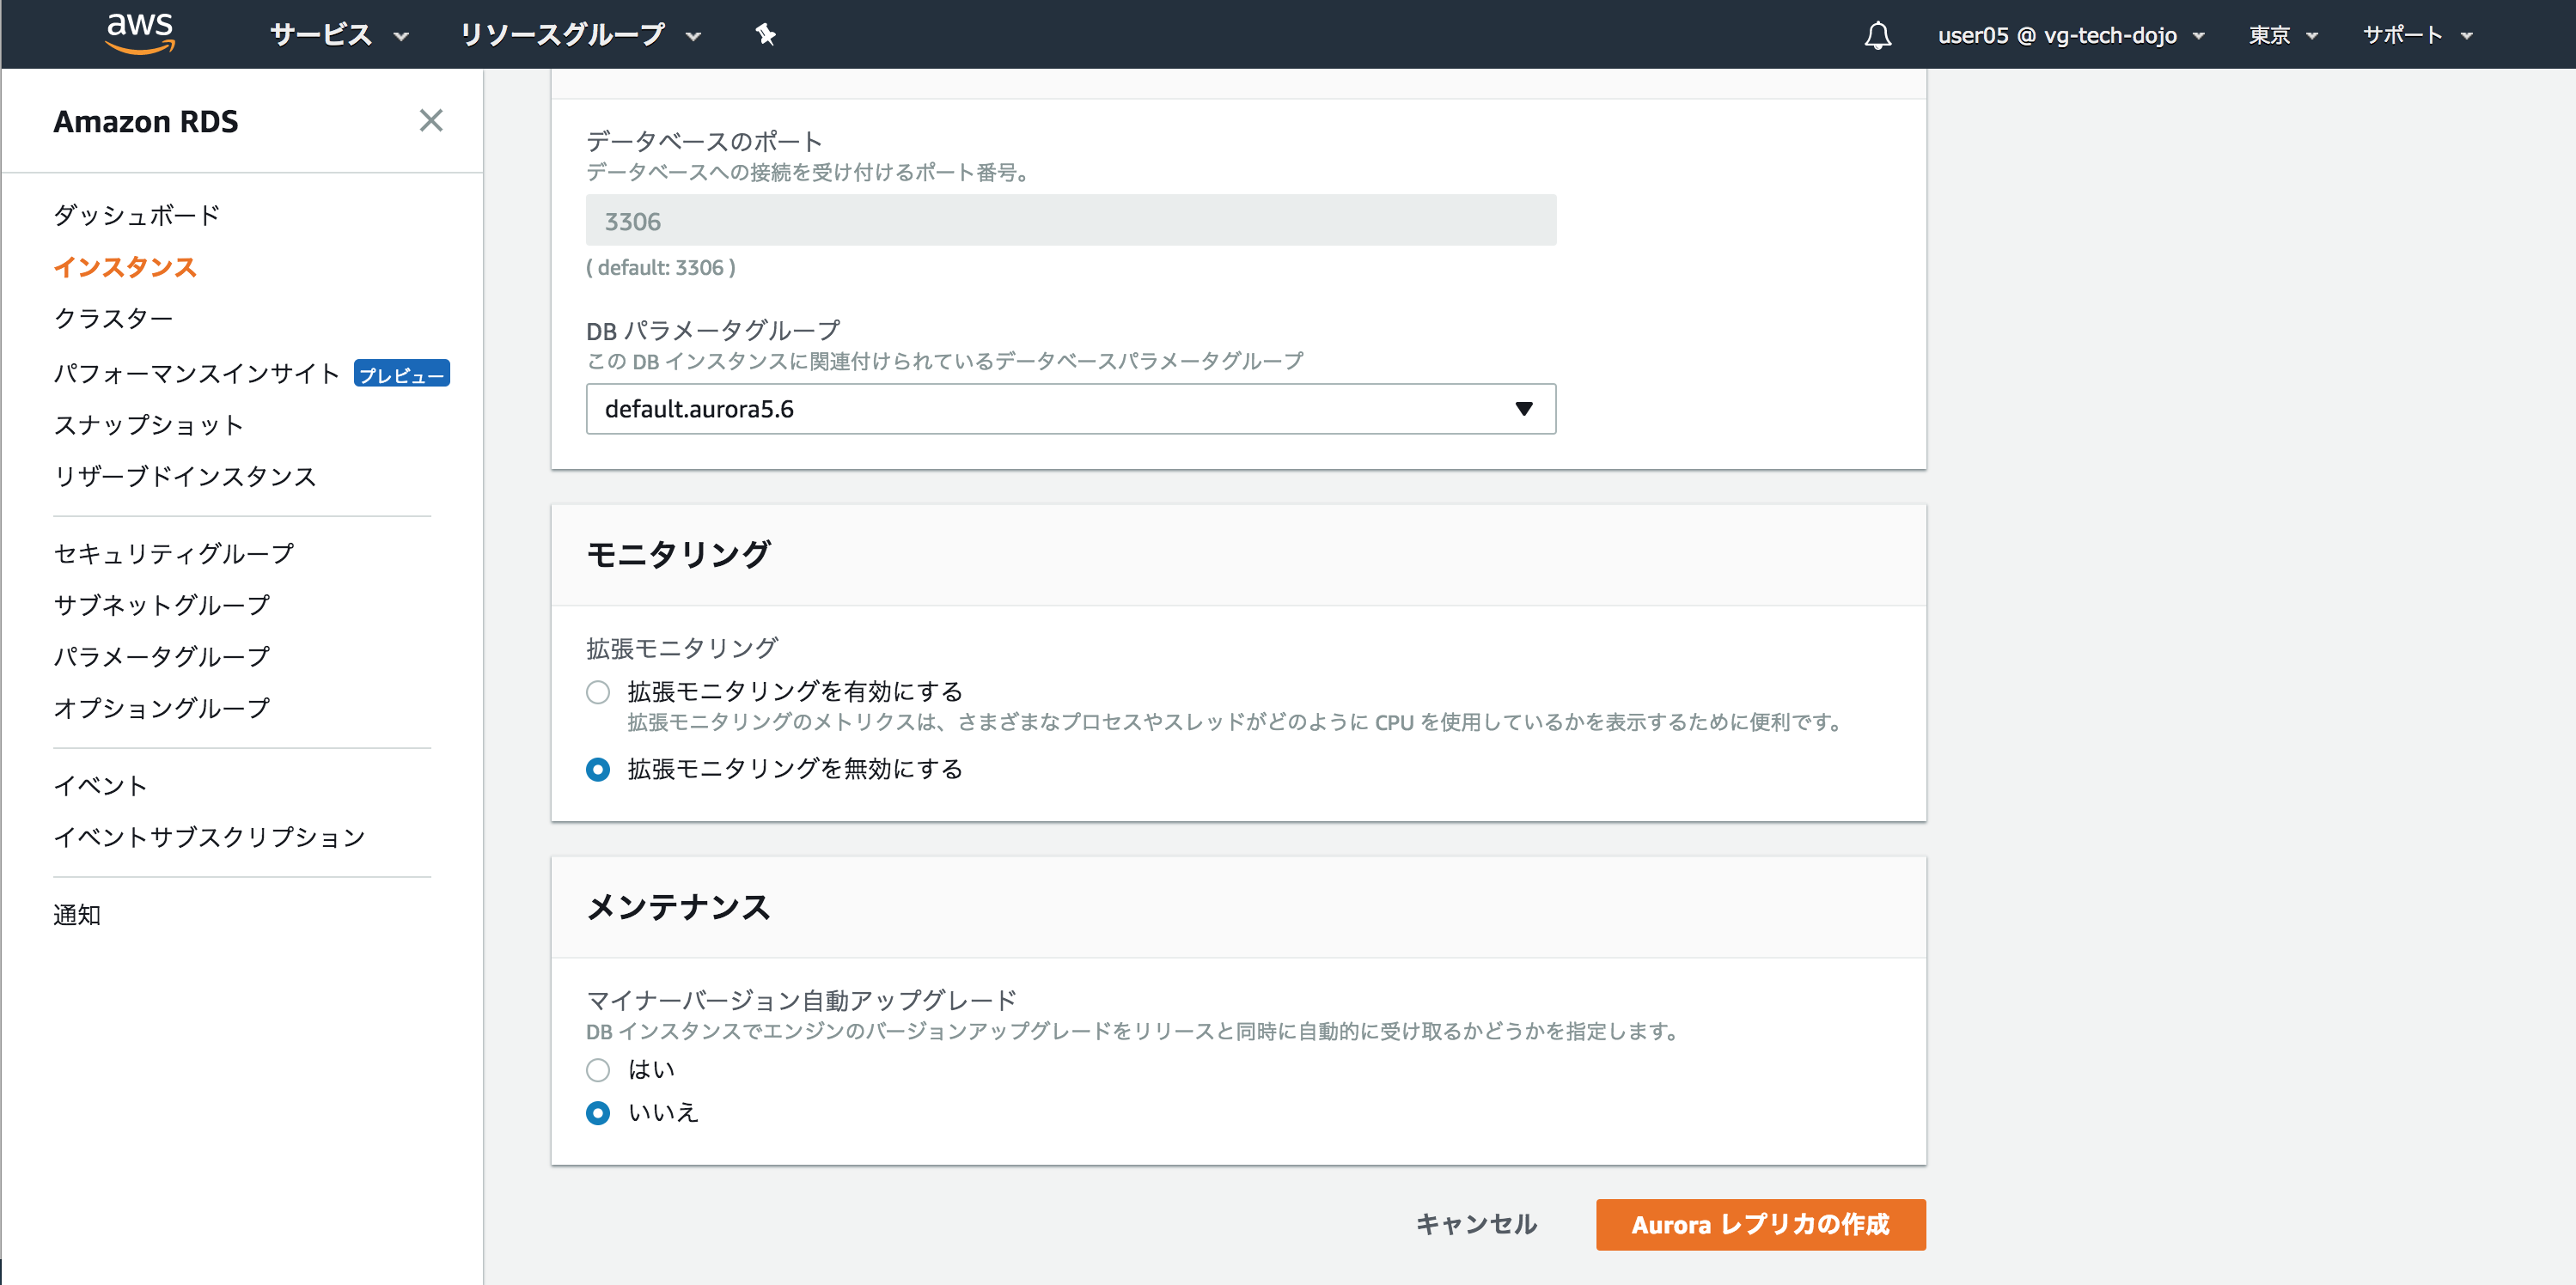 aws
サービス
リソースグループ
user05 @ vg-tech-dojo
東京
サポート
Amazon RDS
ダッシュボード
インスタンス
クラスター
パフォーマンスインサイト プレビュー
スナップショット
リザーブドインスタンス
セキュリティグループ
サブネットグループ
パラメータグループ
オプショングループ
イベント
イベントサブスクリプション
通知
データベースのポート
データベースへの接続を受け付けるポート番号。
3306
( default: 3306 )
DB パラメータグループ
この DB インスタンスに関連付けられているデータベースパラメータグループ
default.aurora5.6
モニタリング
拡張モニタリング
拡張モニタリングを有効にする
拡張モニタリングのメトリクスは、さまざまなプロセスやスレッドがどのように CPU を使用しているかを表示するために便利です。
拡張モニタリングを無効にする
メンテナンス
マイナーバージョン自動アップグレード
DB インスタンスでエンジンのバージョンアップグレードをリリースと同時に自動的に受け取るかどうかを指定します。
はい
いいえ
キャンセル
Aurora レプリカの作成